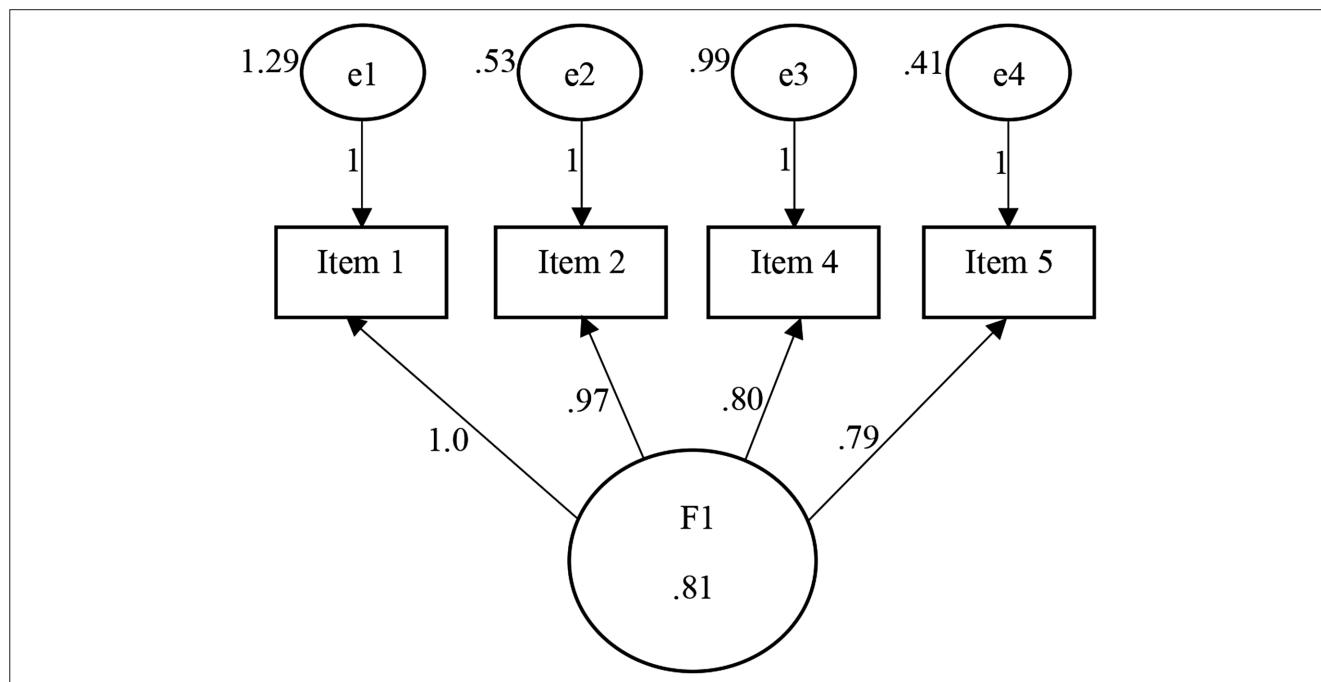 1.29 e1 .53 e2 .99 e3 .41 e4
1 1 1 1
Item 1 Item 2 Item 4 Item 5
1.0 .97 .80 .79
F1
.81